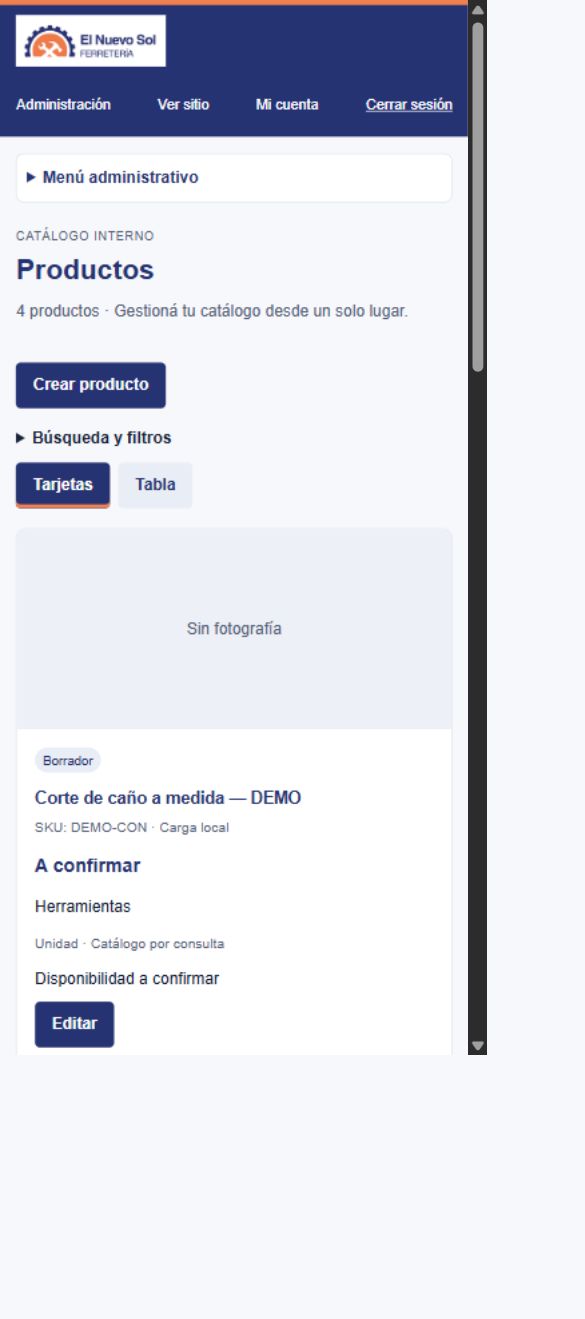 El Nuevo Sol
FERRETERÍA
Administración Ver sitio Mi cuenta Cerrar sesión
Menú administrativo
CATÁLOGO INTERNO
Productos
4 productos · Gestioná tu catálogo desde un solo lugar.
Crear producto
Búsqueda y filtros
Tarjetas Tabla
Sin fotografía
Borrador
Corte de caño a medida — DEMO
SKU: DEMO-CON · Carga local
A confirmar
Herramientas
Unidad · Catálogo por consulta
Disponibilidad a confirmar
Editar